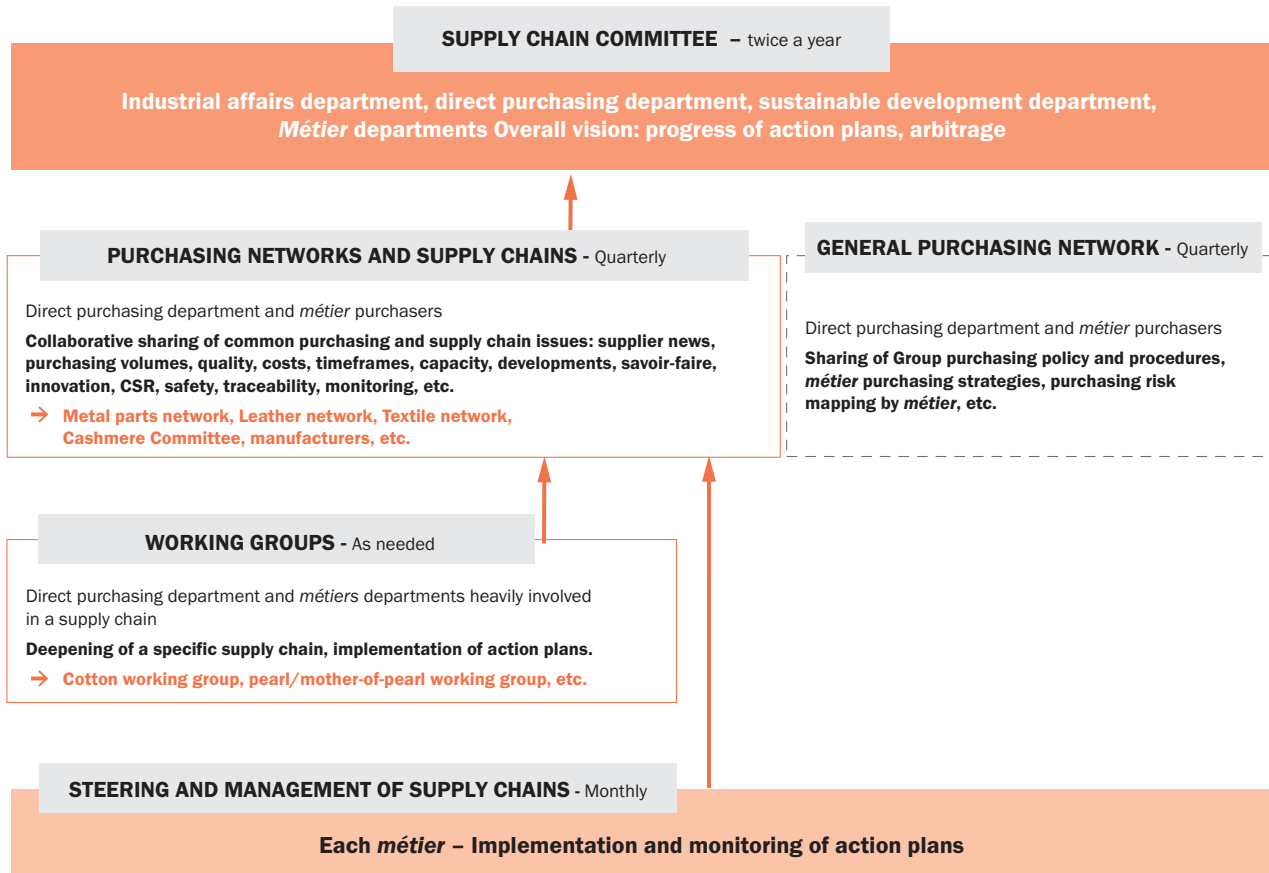 SUPPLY CHAIN COMMITTEE – twice a year
Industrial affairs department, direct purchasing department, sustainable development department,
Métier departments Overall vision: progress of action plans, arbitrage
PURCHASING NETWORKS AND SUPPLY CHAINS - Quarterly
Direct purchasing department and métier purchasers
Collaborative sharing of common purchasing and supply chain issues: supplier news,
purchasing volumes, quality, costs, timeframes, capacity, developments, savoir-faire,
innovation, CSR, safety, traceability, monitoring, etc.
→ Metal parts network, Leather network, Textile network,
Cashmere Committee, manufacturers, etc.
GENERAL PURCHASING NETWORK - Quarterly
Direct purchasing department and métier purchasers
Sharing of Group purchasing policy and procedures,
métier purchasing strategies, purchasing risk
mapping by métier, etc.
WORKING GROUPS - As needed
Direct purchasing department and métiers departments heavily involved
in a supply chain
Deepening of a specific supply chain, implementation of action plans.
→ Cotton working group, pearl/mother-of-pearl working group, etc.
STEERING AND MANAGEMENT OF SUPPLY CHAINS - Monthly
Each métier – Implementation and monitoring of action plans